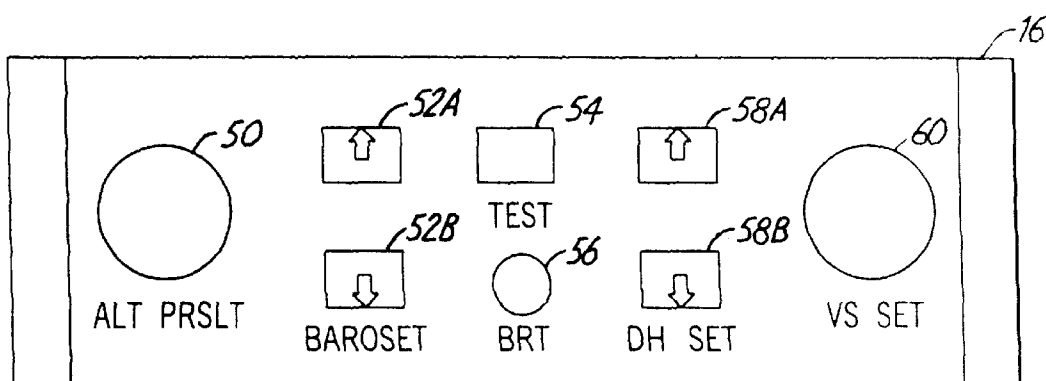 16
50
52A
54
58A
60
TEST
52B
56
58B
ALT PRSLT
BAROSET
BRT
DH SET
VS SET